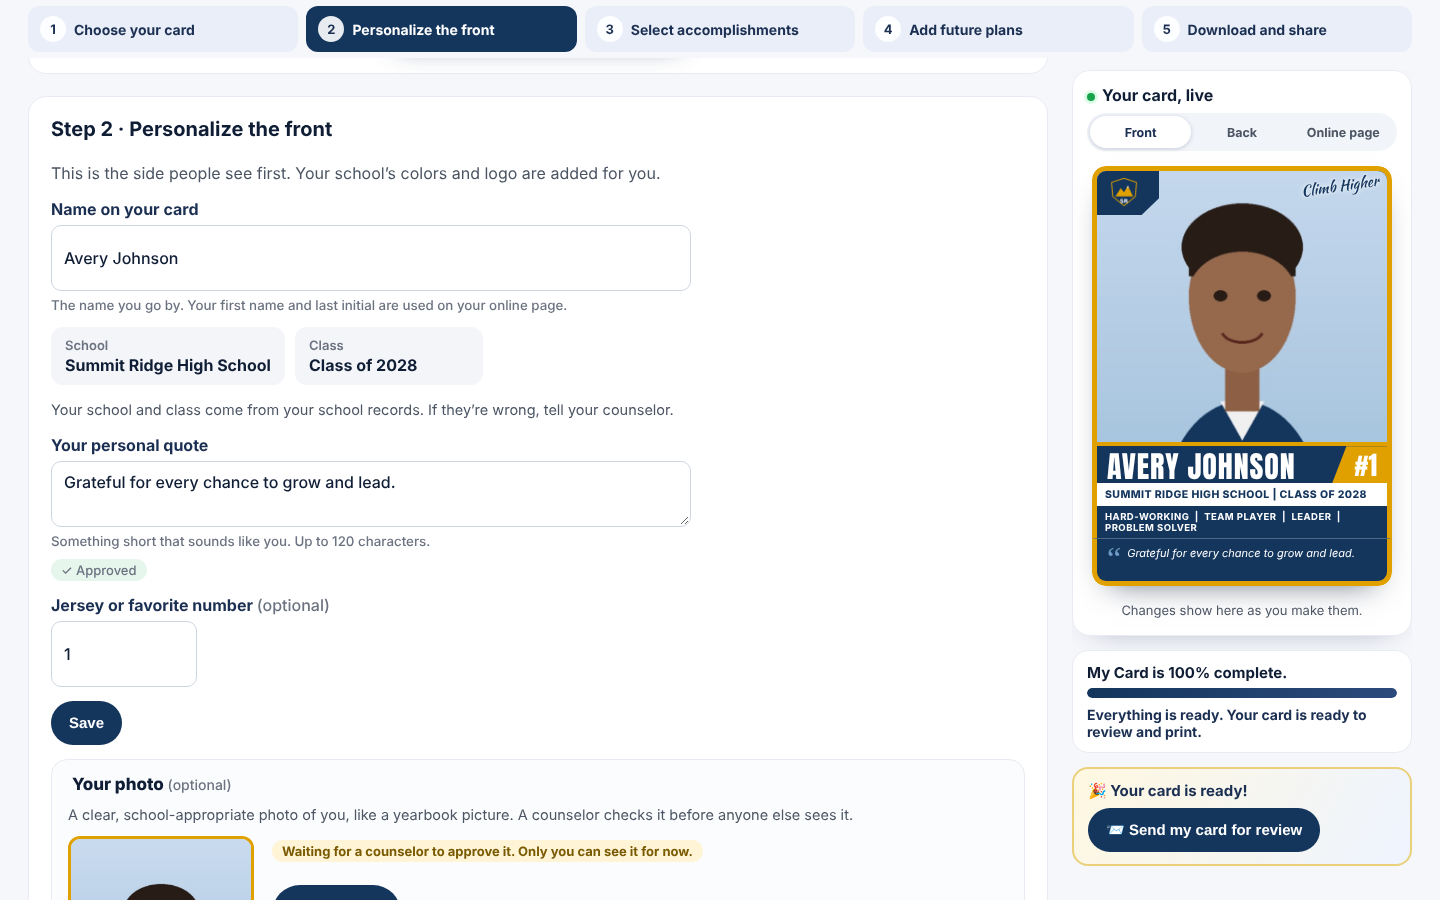 1 Choose your card
2 Personalize the front
3 Select accomplishments
4 Add future plans
5 Download and share
Step 2 · Personalize the front
This is the side people see first. Your school’s colors and logo are added for you.
Name on your card
Avery Johnson
The name you go by. Your first name and last initial are used on your online page.
School
Summit Ridge High School
Class
Class of 2028
Your school and class come from your school records. If they’re wrong, tell your counselor.
Your personal quote
Grateful for every chance to grow and lead.
Something short that sounds like you. Up to 120 characters.
✓ Approved
Jersey or favorite number (optional)
1
Save
Your photo (optional)
A clear, school-appropriate photo of you, like a yearbook picture. A counselor checks it before anyone else sees it.
Waiting for a counselor to approve it. Only you can see it for now.
Your card, live
Front
Back
Online page
SR
Climb Higher
AVERY JOHNSON
#1
SUMMIT RIDGE HIGH SCHOOL | CLASS OF 2028
HARD-WORKING | TEAM PLAYER | LEADER |
PROBLEM SOLVER
“ Grateful for every chance to grow and lead.
Changes show here as you make them.
My Card is 100% complete.
Everything is ready. Your card is ready to
review and print.
🎉 Your card is ready!
📨 Send my card for review